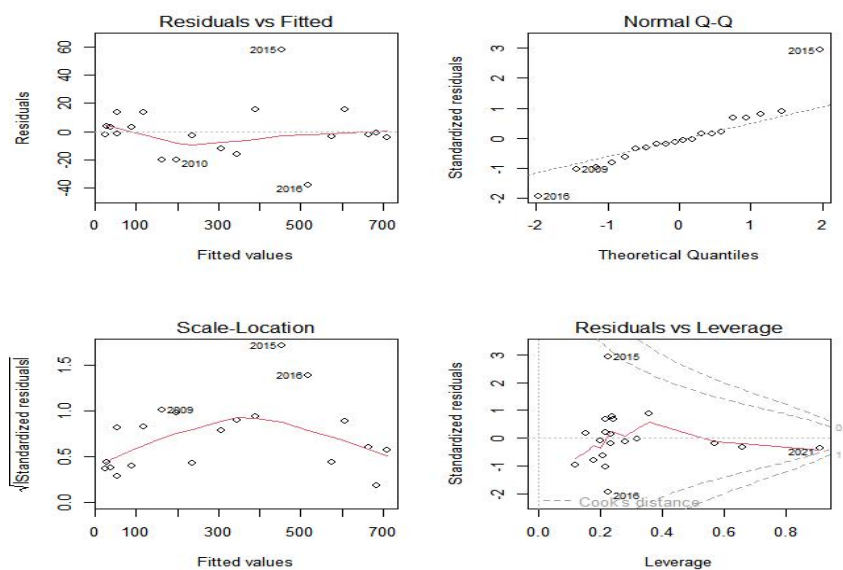 Residuals vs Fitted
Residuals
60
40
20
0
-20
-40
2015
2010
2016
0 100 300 500 700
Fitted values
Normal Q-Q
Standardized residuals
3
2
1
0
-1
-2
2015
2009
2016
-2 -1 0 1 2
Theoretical Quantiles
Scale-Location
√|Standardized residuals|
1.5
1.0
0.5
0.0
2015
2016
2009
0 100 300 500 700
Fitted values
Residuals vs Leverage
Standardized residuals
3
2
1
0
-1
-2
2015
2021
2016
Cook's distance
1
0.0 0.2 0.4 0.6 0.8
Leverage